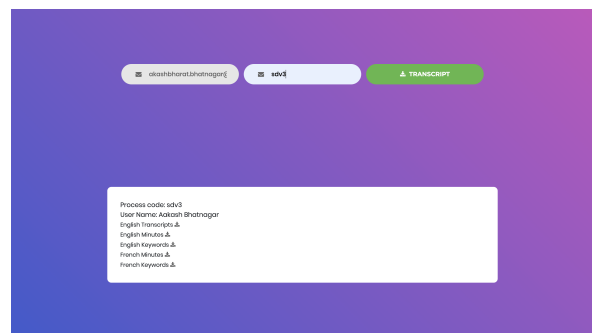 akashbharat.bhatnagar@
sdv3
TRANSCRIPT
Process code: sdv3
User Name: Aakash Bhatnagar
English Transcripts
English Minutes
English Keywords
French Minutes
French Keywords